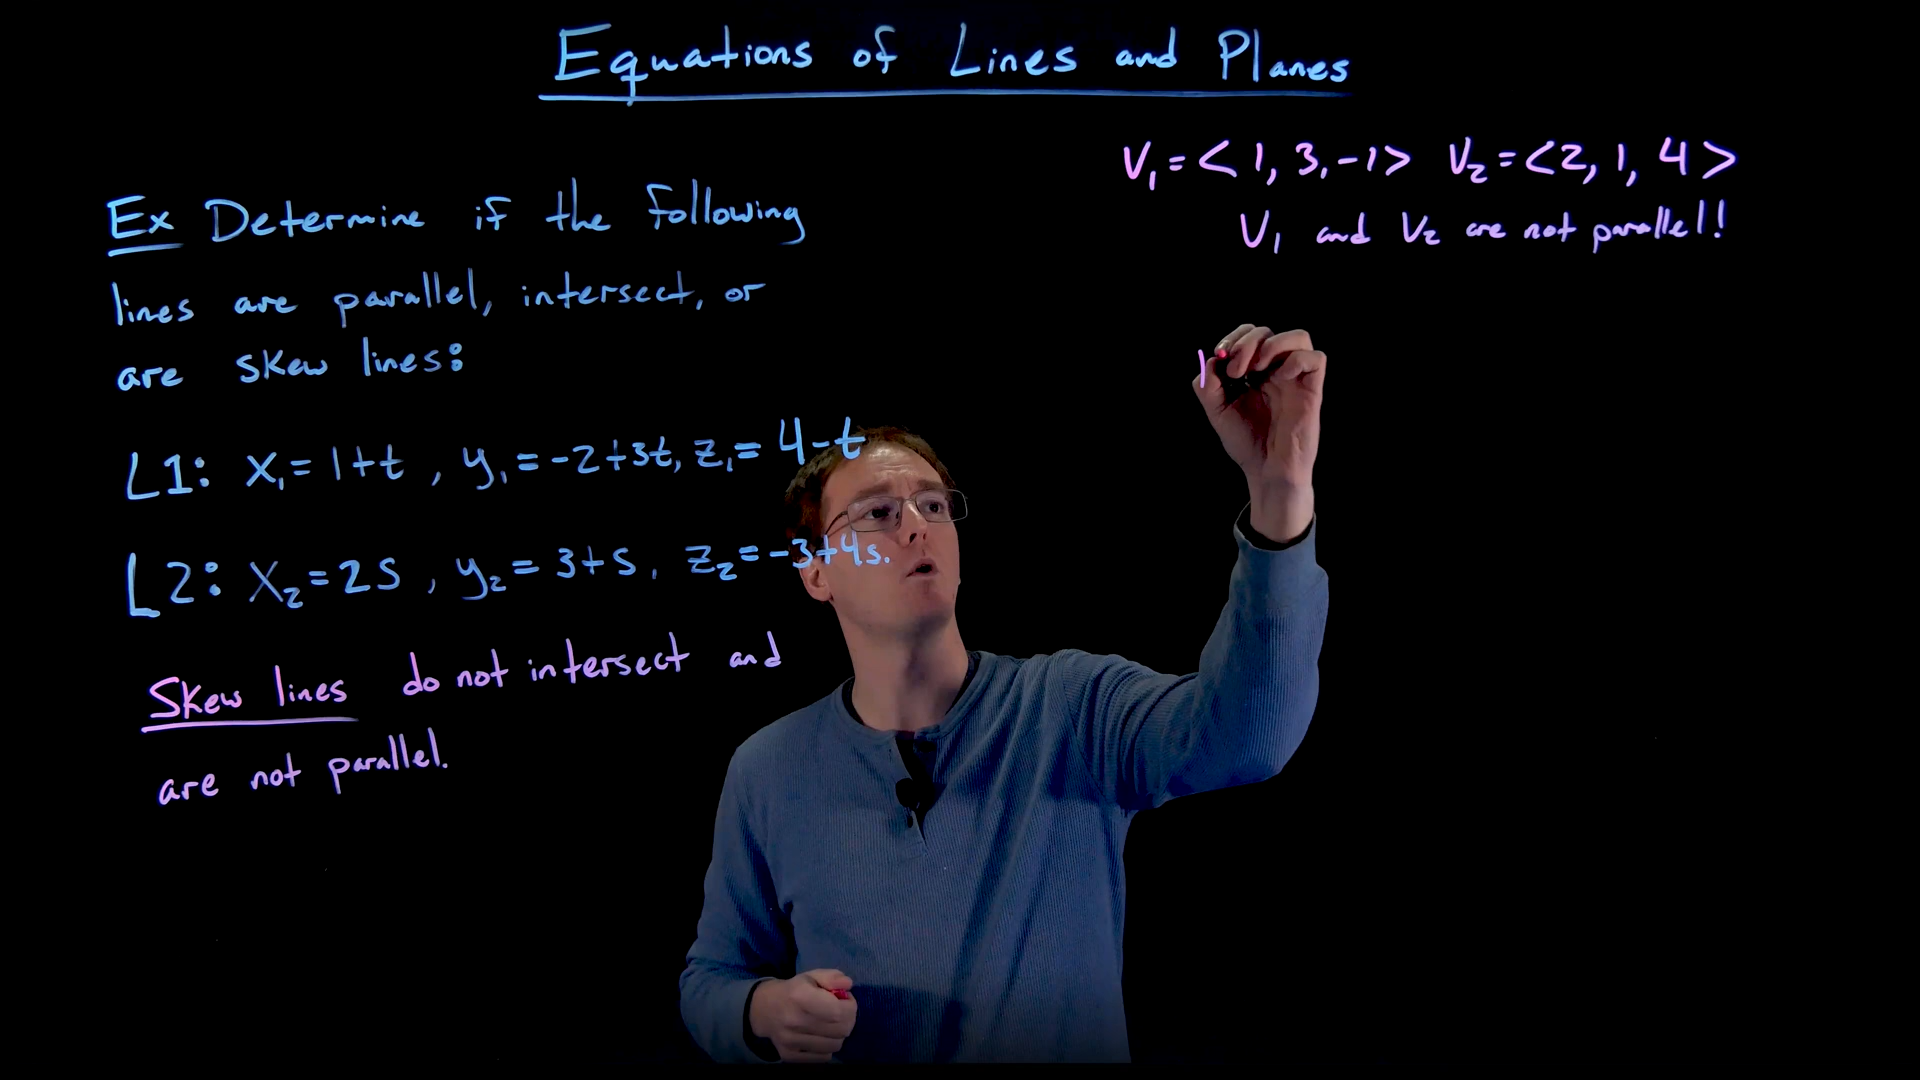 Equations of Lines and Planes
V₁ = < 1, 3, -1> V₂ = <2, 1, 4 >
V₁ and V₂ are not parallel!
Ex Determine if the following
lines are parallel, intersect, or
are skew lines:
L1: x₁ = 1+t , y₁ = -2+3t, z₁ = 4-t
L2: x₂ = 2s , y₂ = 3+s, z₂ = -3+4s.
Skew lines do not intersect and
are not parallel.